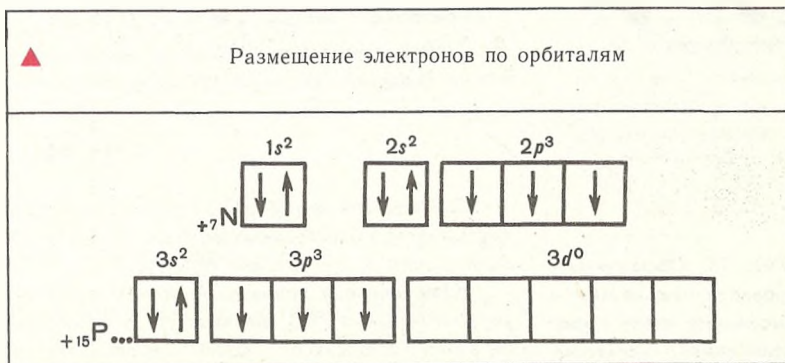 Размещение электронов по орбиталям
1s² 2s² 2p³
+7N
3s² 3p³ 3d⁰
+15P...